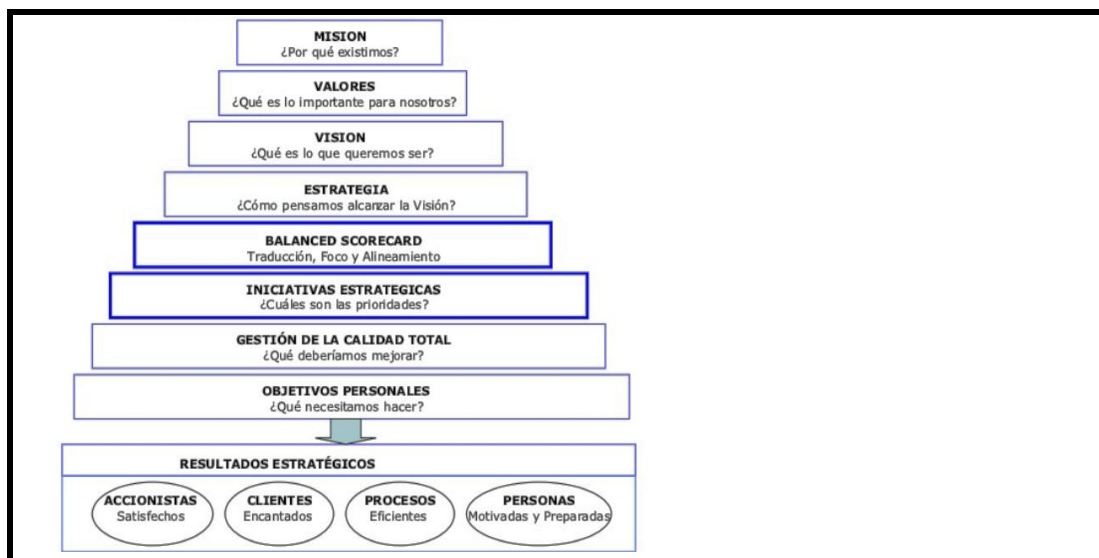 MISION
¿Por qué existimos?
VALORES
¿Qué es lo importante para nosotros?
VISION
¿Qué es lo que queremos ser?
ESTRATEGIA
¿Cómo pensamos alcanzar la Visión?
BALANCED SCORECARD
Traducción, Foco y Alineamiento
INICIATIVAS ESTRATEGICAS
¿Cuáles son las prioridades?
GESTIÓN DE LA CALIDAD TOTAL
¿Qué deberíamos mejorar?
OBJETIVOS PERSONALES
¿Qué necesitamos hacer?
RESULTADOS ESTRATÉGICOS
ACCIONISTAS
Satisfechos
CLIENTES
Encantados
PROCESOS
Eficientes
PERSONAS
Motivadas y Preparadas